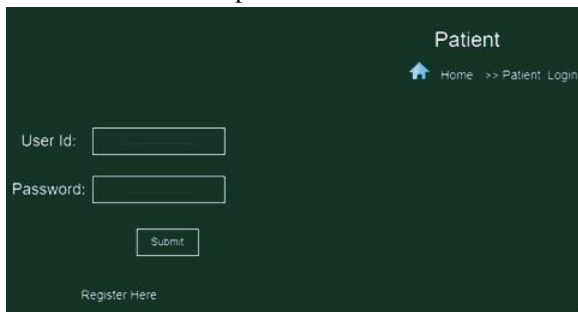 Patient
Home >> Patient Login
User Id:
Password:
Submit
Register Here